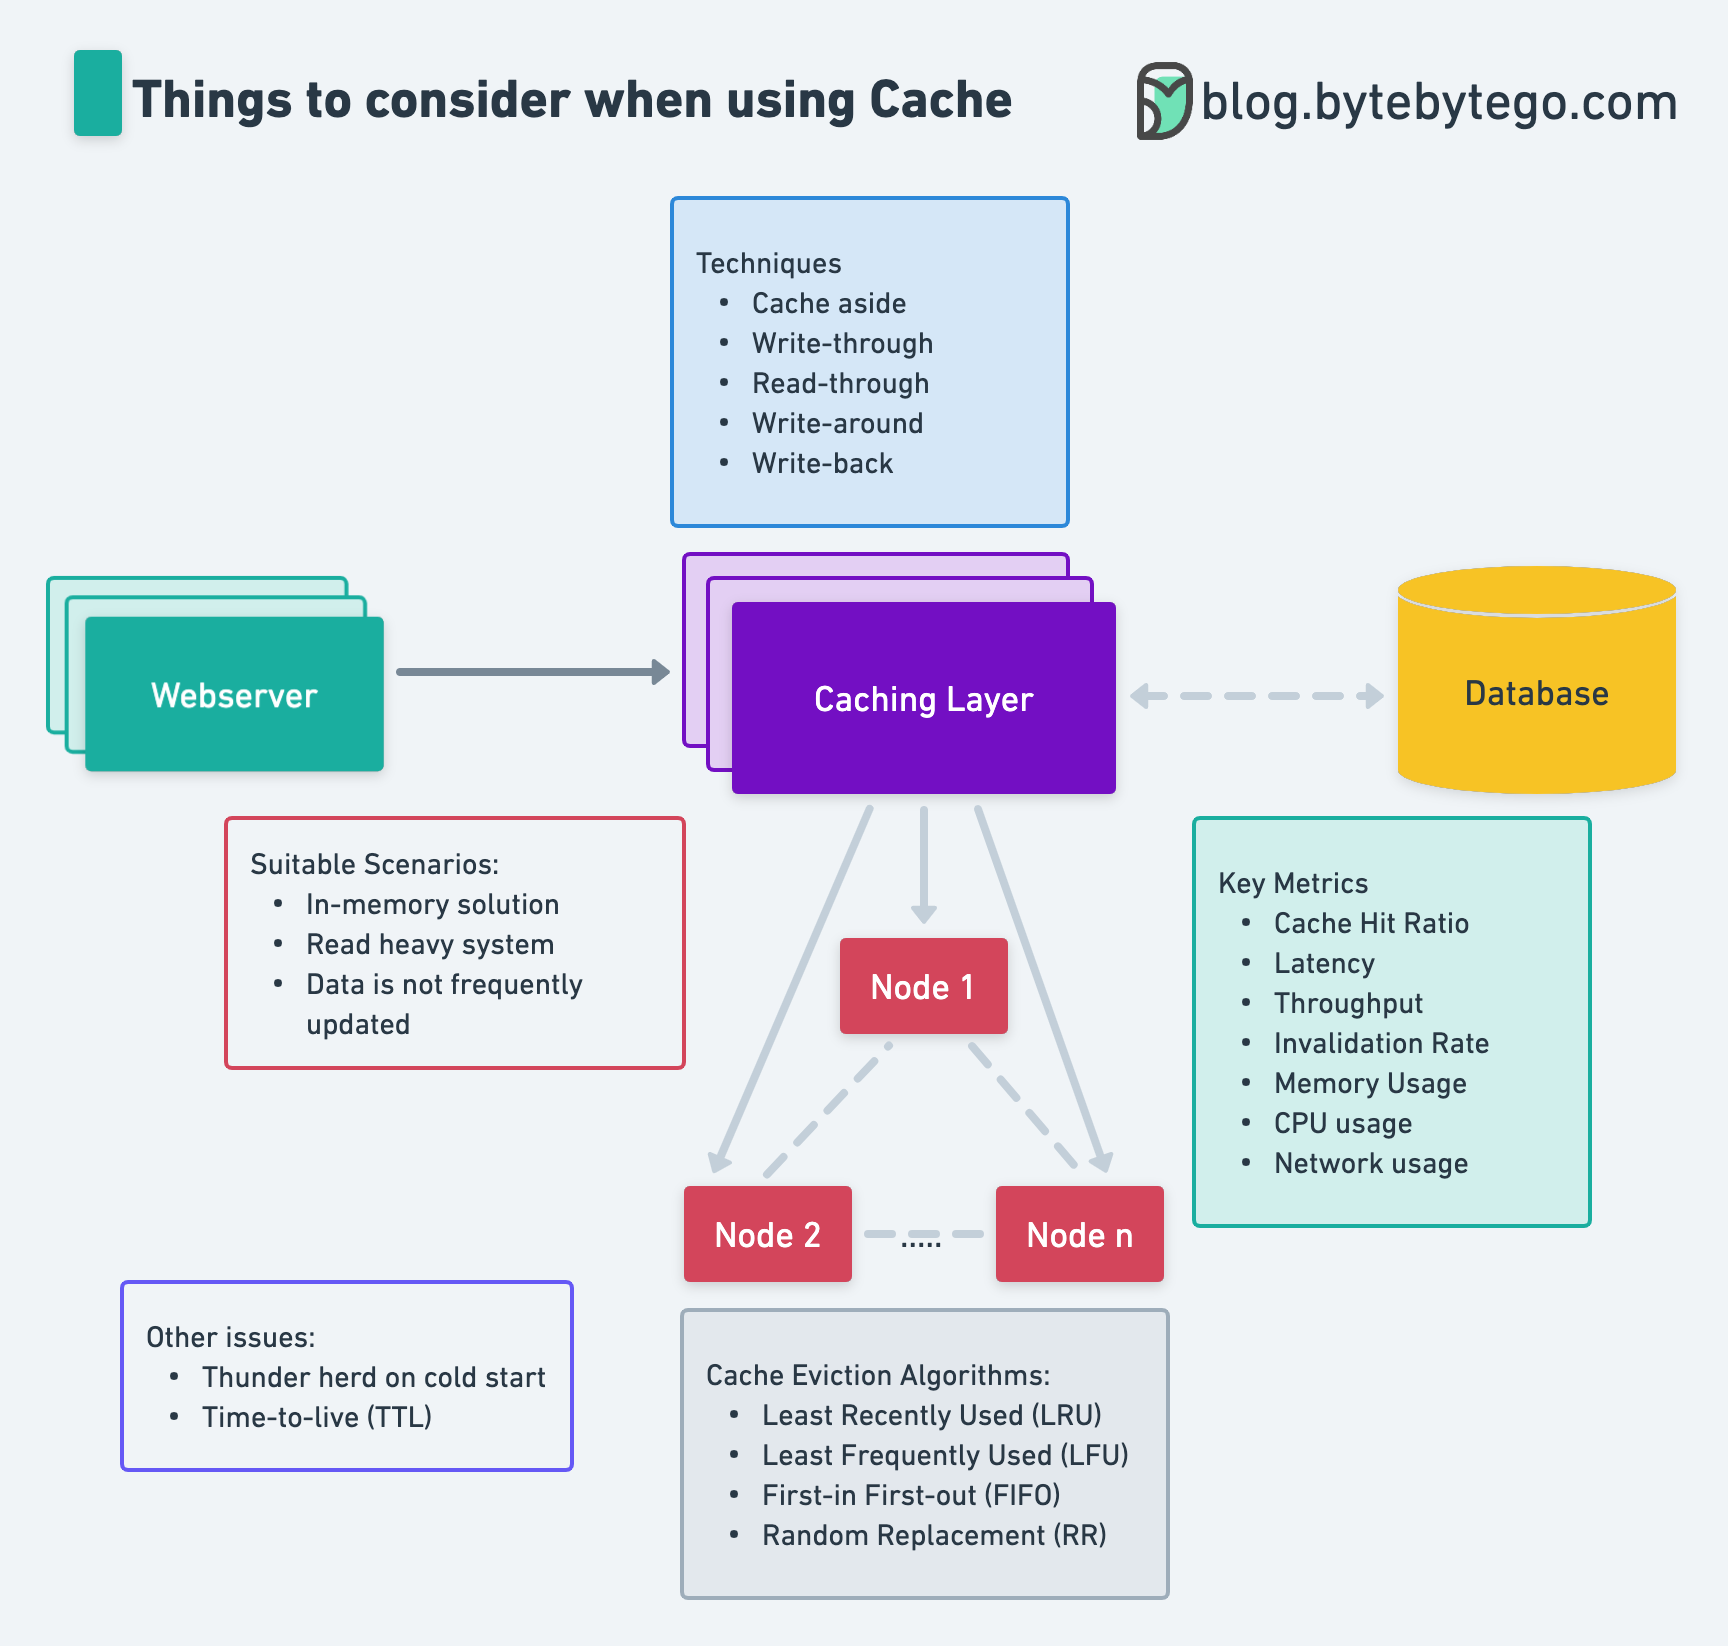 Things to consider when using Cache
blog.bytebytego.com
Techniques
• Cache aside
• Write-through
• Read-through
• Write-around
• Write-back
Webserver
Caching Layer
Database
Suitable Scenarios:
• In-memory solution
• Read heavy system
• Data is not frequently
updated
Key Metrics
• Cache Hit Ratio
• Latency
• Throughput
• Invalidation Rate
• Memory Usage
• CPU usage
• Network usage
Node 1
Node 2
.....
Node n
Other issues:
• Thunder herd on cold start
• Time-to-live (TTL)
Cache Eviction Algorithms:
• Least Recently Used (LRU)
• Least Frequently Used (LFU)
• First-in First-out (FIFO)
• Random Replacement (RR)